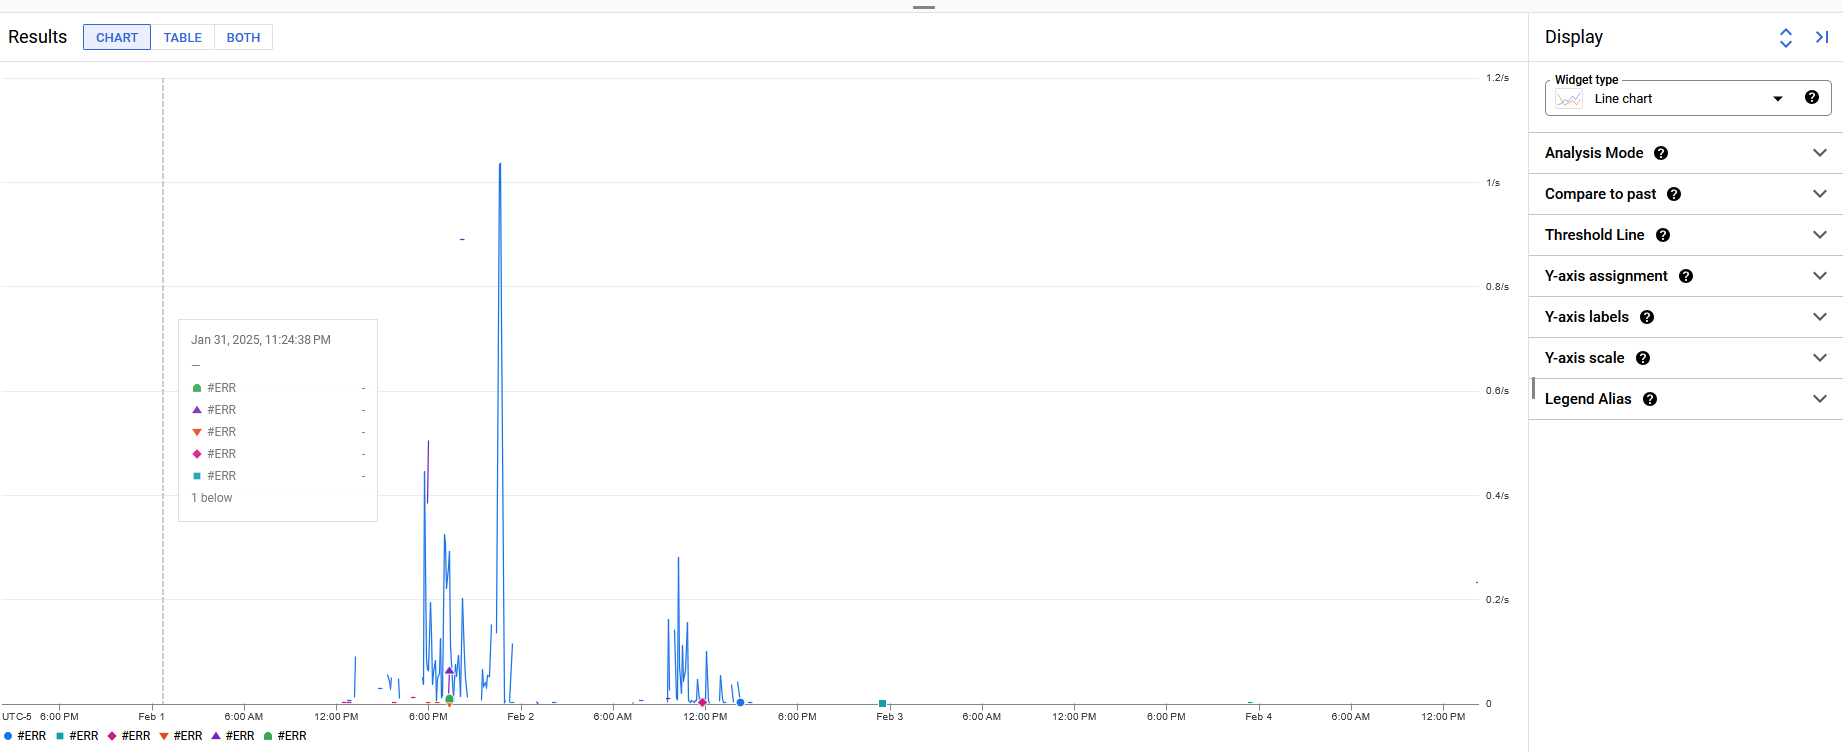 Results
CHART TABLE BOTH
Display
Widget type
Line chart
Analysis Mode
Compare to past
Threshold Line
Y-axis assignment
Y-axis labels
Y-axis scale
Legend Alias
1.2/s
1/s
0.8/s
0.6/s
0.4/s
0.2/s
0
Jan 31, 2025, 11:24:38 PM
—
#ERR -
#ERR -
#ERR -
#ERR -
#ERR -
1 below
UTC-5 6:00 PM Feb 1 6:00 AM 12:00 PM 6:00 PM Feb 2 6:00 AM 12:00 PM 6:00 PM Feb 3 6:00 AM 12:00 PM 6:00 PM Feb 4 6:00 AM 12:00 PM
#ERR #ERR #ERR #ERR #ERR #ERR